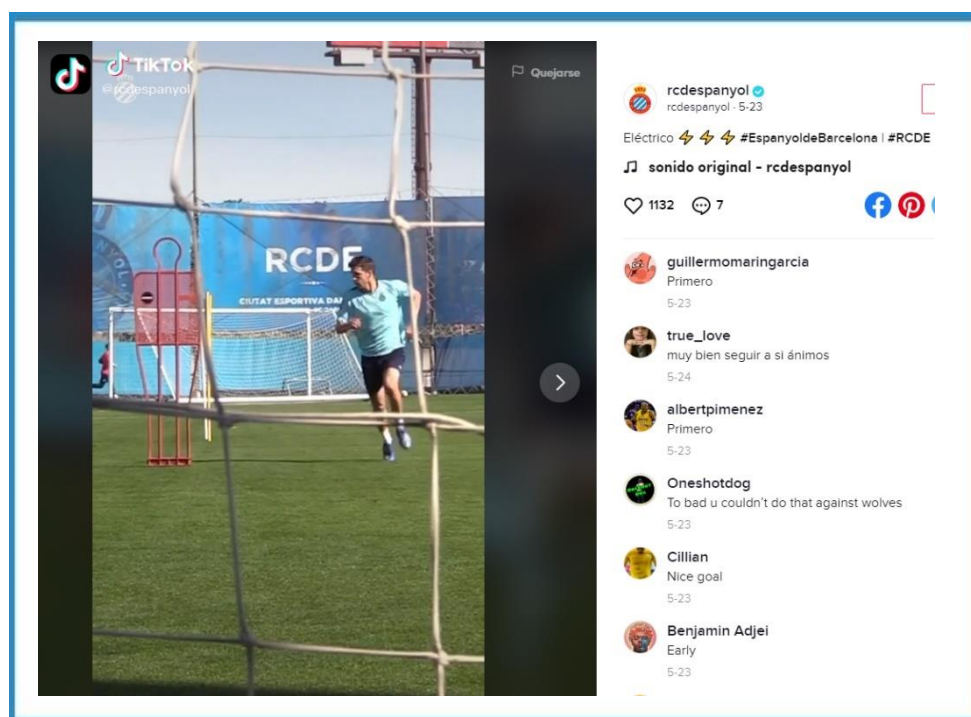 TikTok
@rcdespanyol
Quejarse
RCDE
CIUTAT ESPORTIVA DA
rcdespanyol
rcdespanyol · 5-23
Eléctrico ⚡ ⚡ ⚡ #EspanyoldeBarcelona | #RCDE
sonido original - rcdespanyol
1132 7
guillermomaringarcia
Primero
5-23
true_love
muy bien seguir a si ánimos
5-24
albertpimenez
Primero
5-23
Oneshotdog
To bad u couldn't do that against wolves
5-23
Cillian
Nice goal
5-23
Benjamin Adjei
Early
5-23